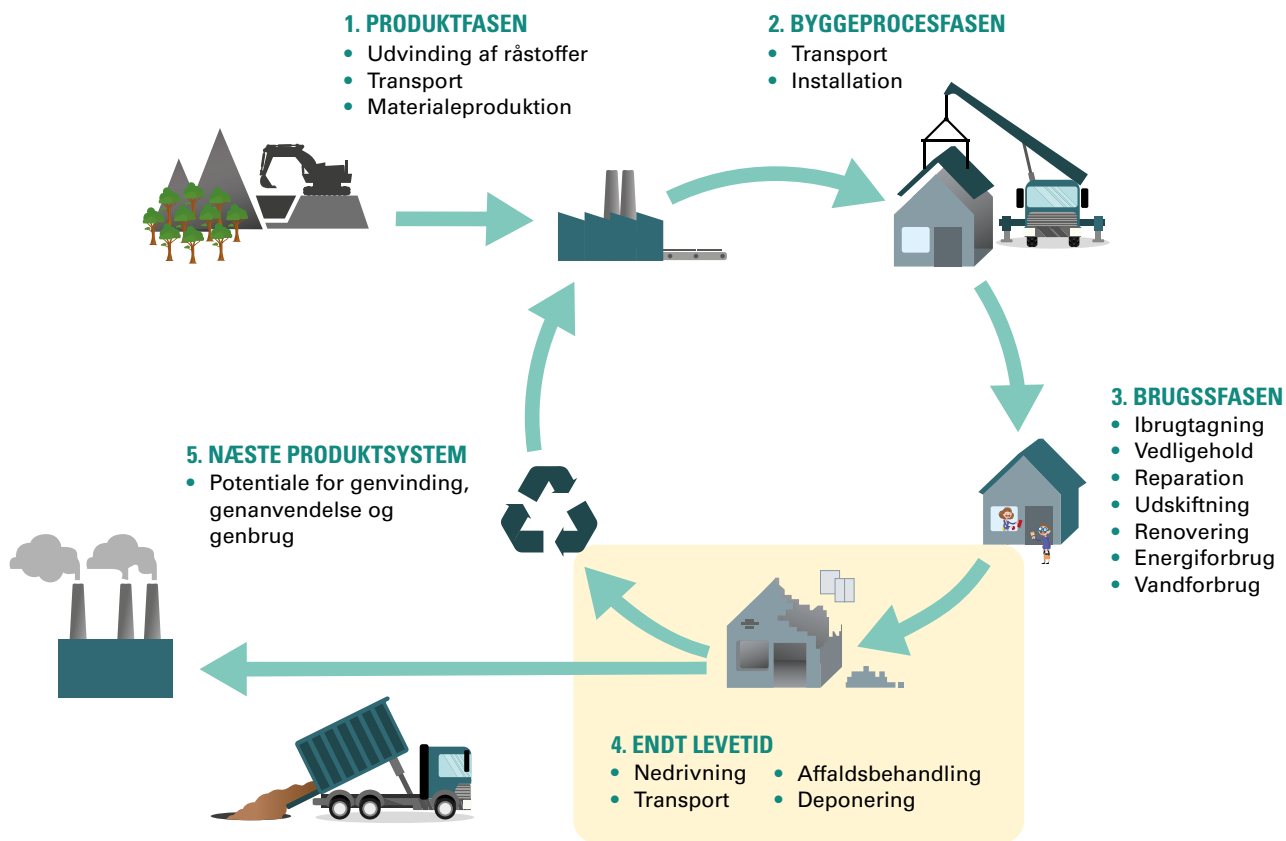 1. PRODUKTFASEN
• Udvinding af råstoffer
• Transport
• Materialeproduktion
2. BYGGEPROCESFASEN
• Transport
• Installation
3. BRUGSSFASEN
• Ibrugtagning
• Vedligehold
• Reparation
• Udskiftning
• Renovering
• Energiforbrug
• Vandforbrug
4. ENDT LEVETID
• Nedrivning
• Transport
• Affaldsbehandling
• Deponering
5. NÆSTE PRODUKTSYSTEM
• Potentiale for genvinding,
genanvendelse og
genbrug